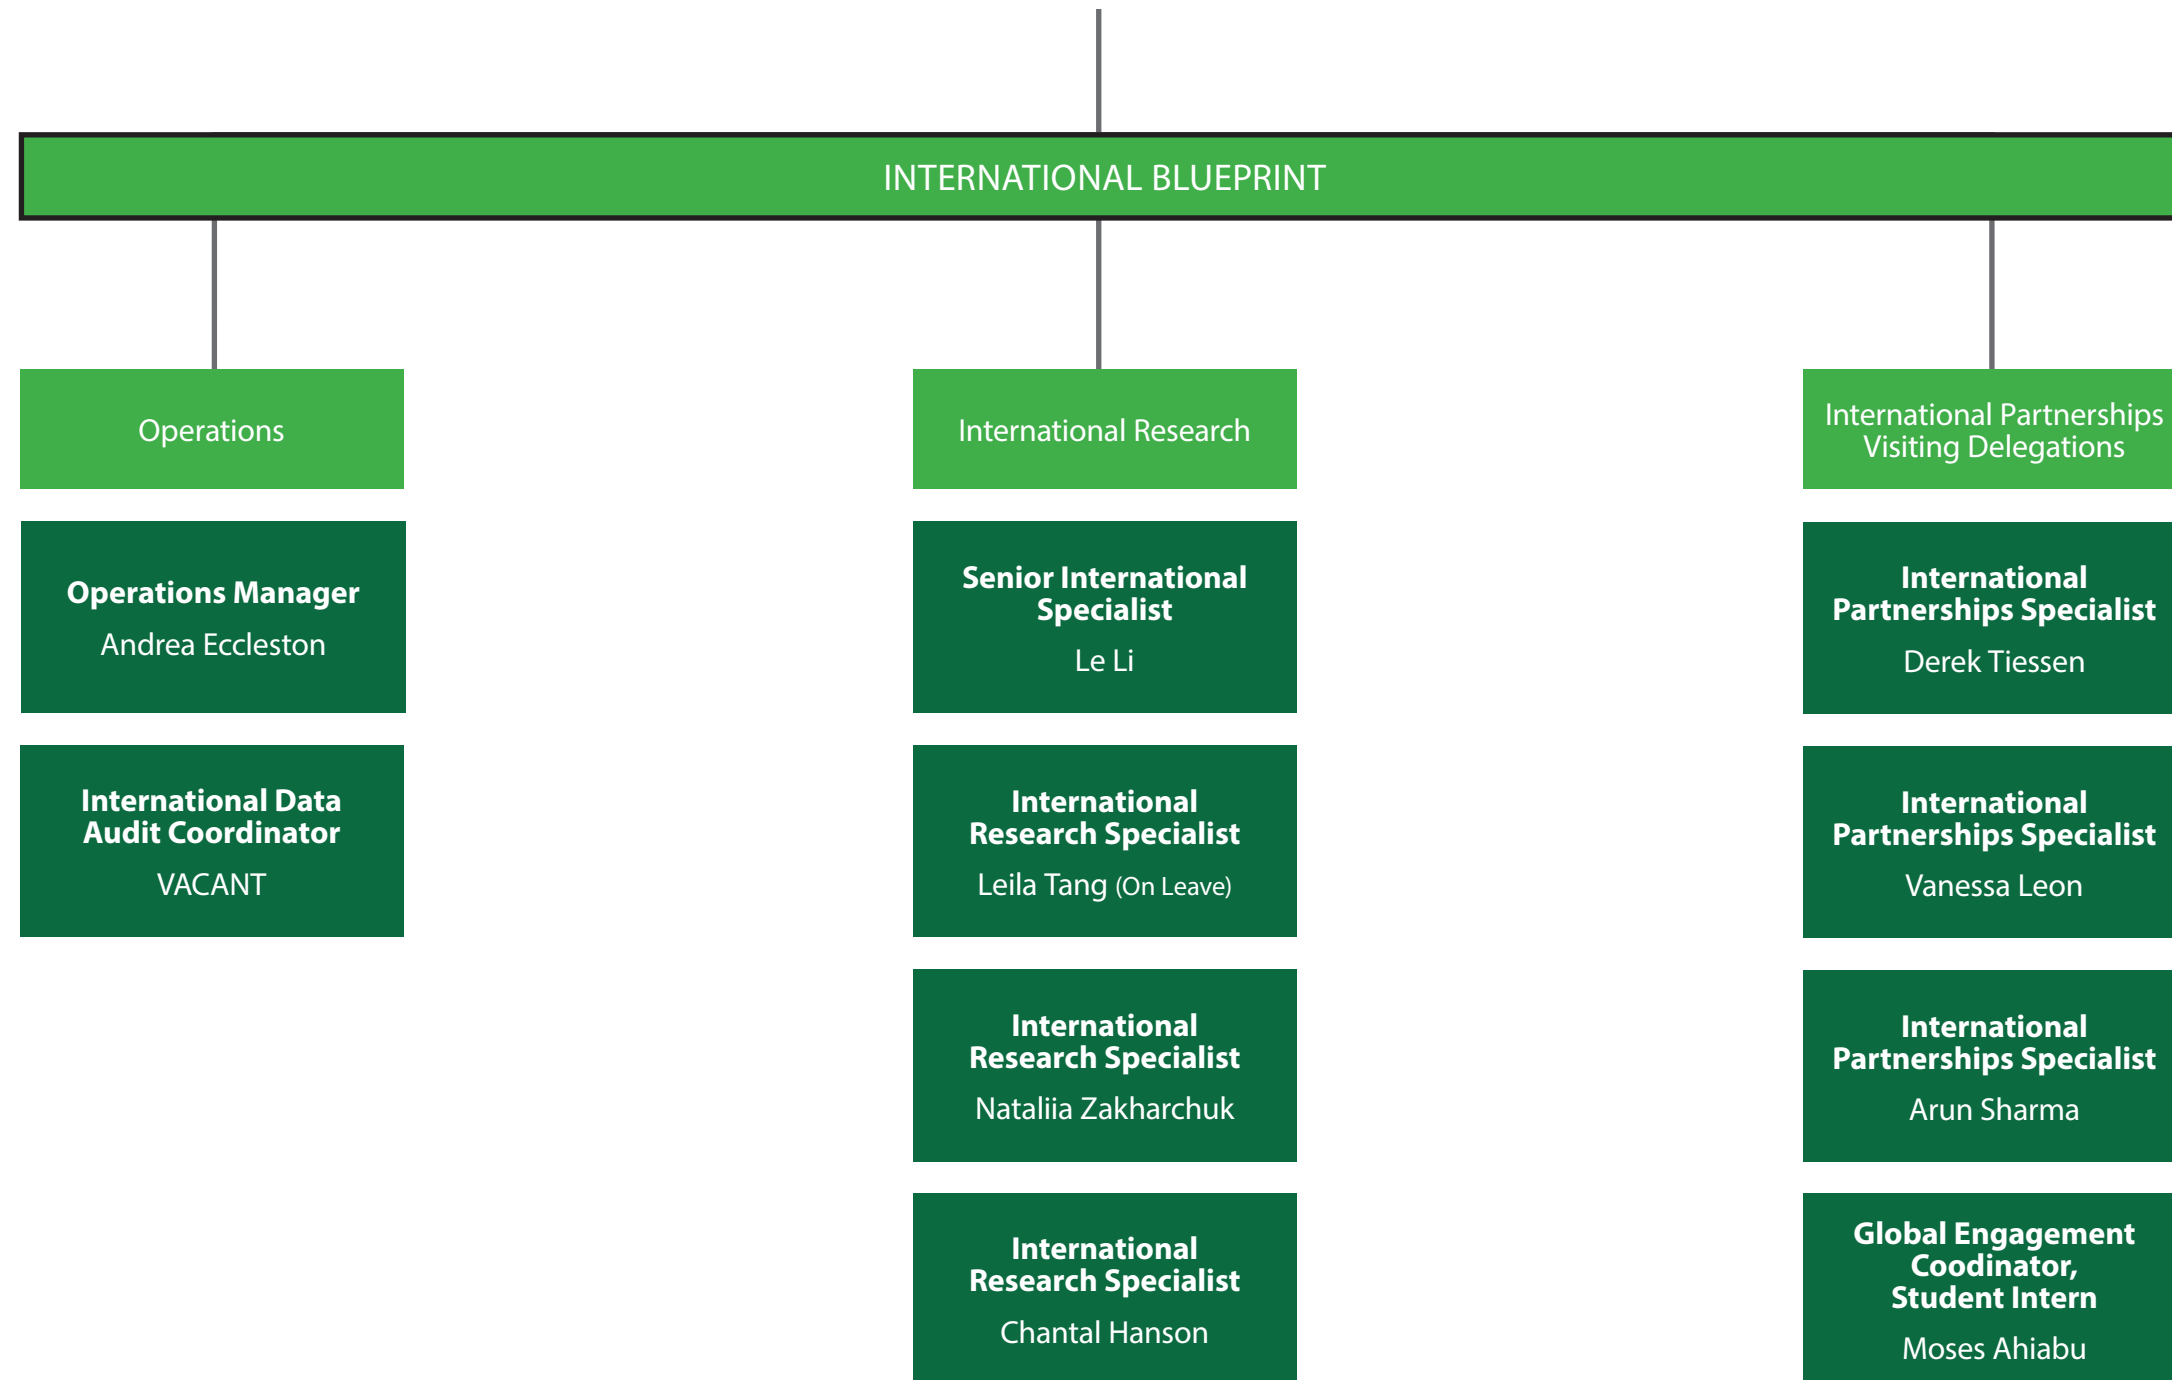 INTERNATIONAL BLUEPRINT
Operations
Operations Manager
Andrea Eccleston
International Data
Audit Coordinator
VACANT
International Research
Senior International
Specialist
Le Li
International
Research Specialist
Leila Tang (On Leave)
International
Research Specialist
Nataliia Zakharchuk
International
Research Specialist
Chantal Hanson
International Partnerships
Visiting Delegations
International
Partnerships Specialist
Derek Tiessen
International
Partnerships Specialist
Vanessa Leon
International
Partnerships Specialist
Arun Sharma
Global Engagement
Coodinator,
Student Intern
Moses Ahiabu